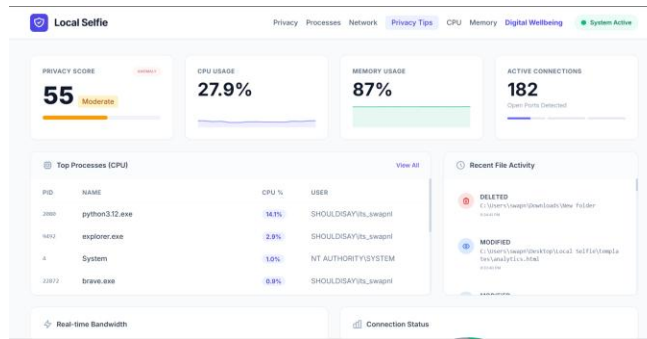 Local Selfie
Privacy Processes Network Privacy Tips CPU Memory Digital Wellbeing System Active
PRIVACY SCORE
55 Moderate
CPU USAGE
27.9%
MEMORY USAGE
87%
ACTIVE CONNECTIONS
182
Open Ports Detected
Top Processes (CPU) View All
PID NAME CPU % USER
python3.12.exe 14.1% SHOULDISAY\its_swapnl
explorer.exe 2.9% SHOULDISAY\its_swapnl
4 System 1.0% NT AUTHORITY\SYSTEM
brave.exe 0.9% SHOULDISAY\its_swapnl
Recent File Activity
DELETED
C:\Users\swapn\Downloads\New folder
MODIFIED
C:\Users\swapn\Desktop\Local Selfie\templa
tes\analytics.html
Real-time Bandwidth
Connection Status